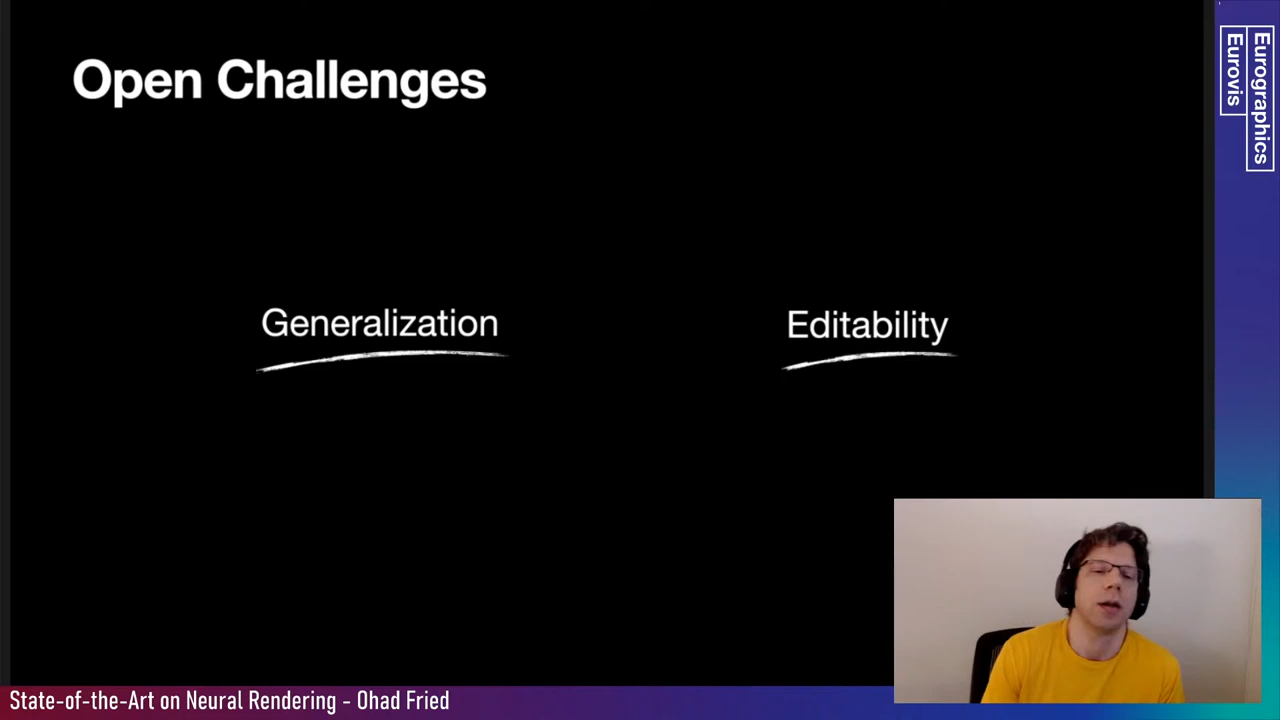 Open Challenges
Generalization
Editability
Eurographics
Eurovis
State-of-the-Art on Neural Rendering - Ohad Fried